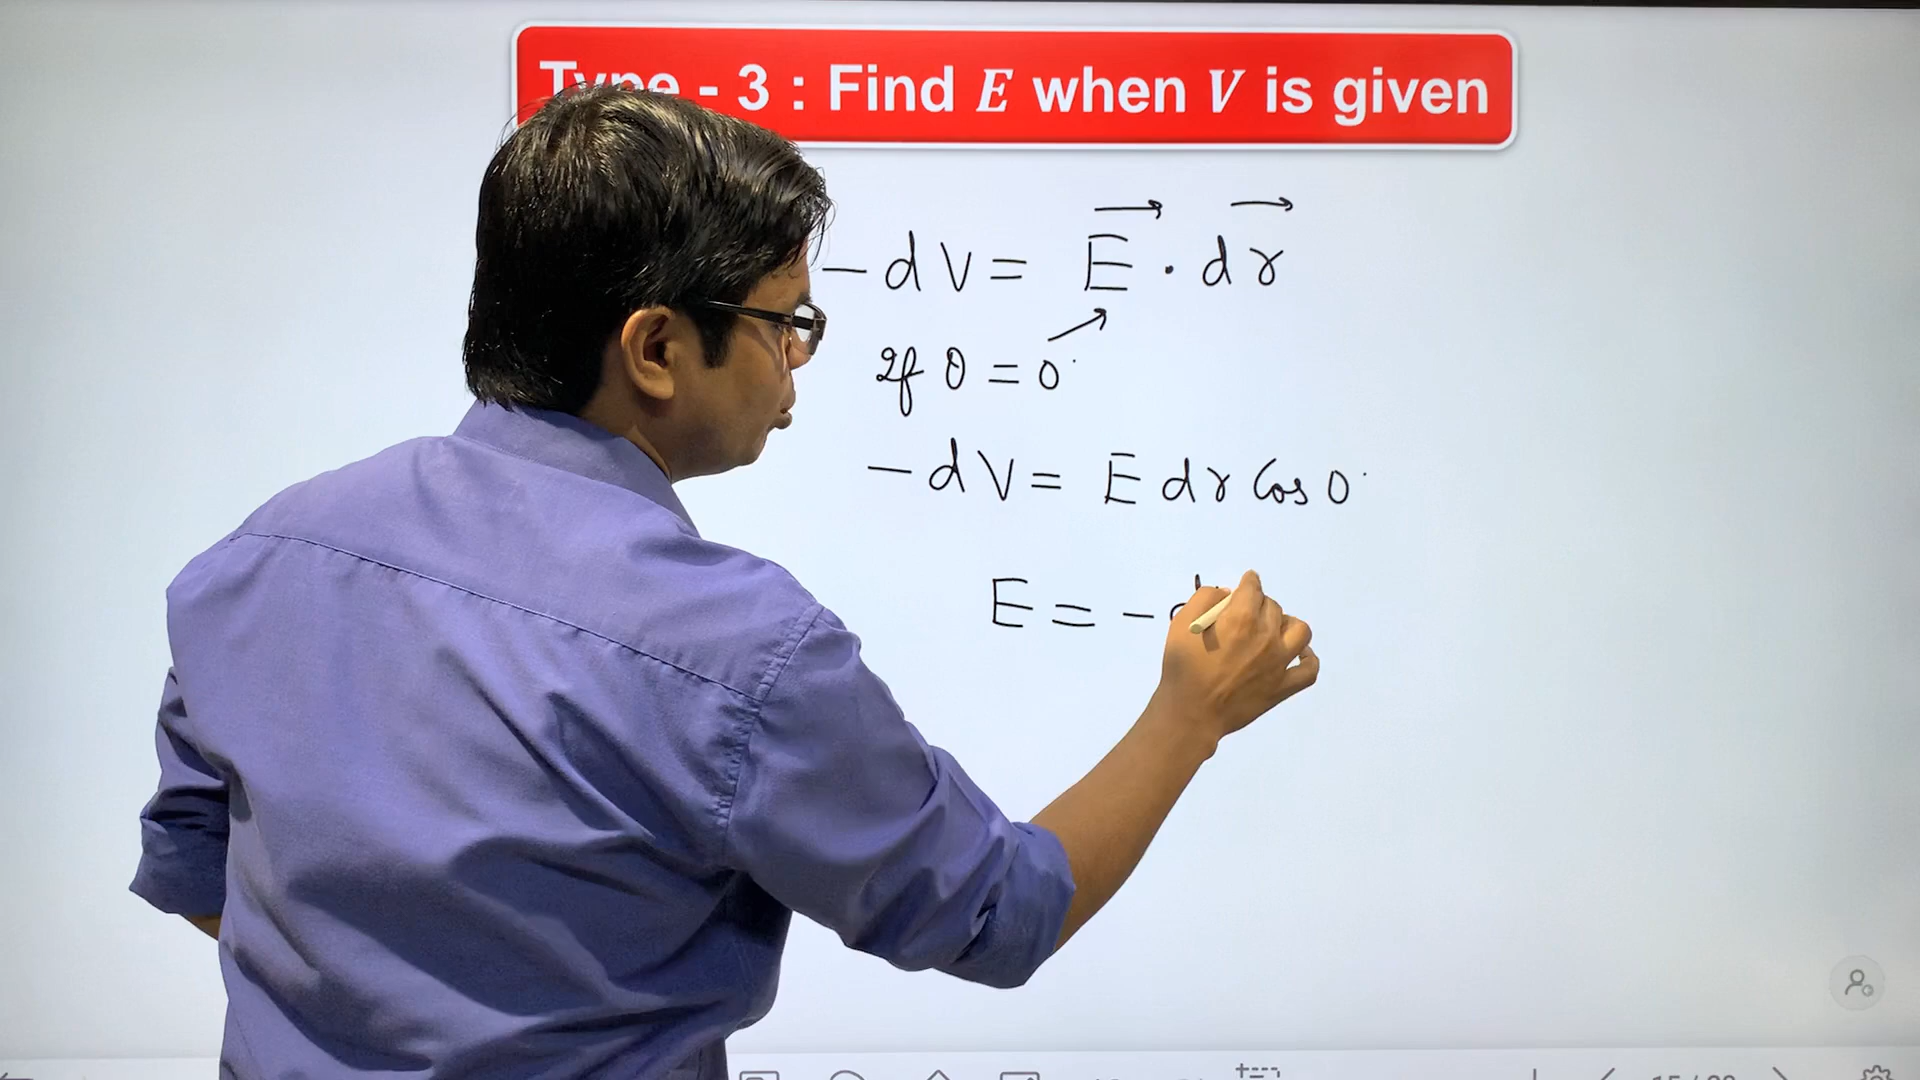 Type - 3 : Find E when V is given
- dV = E · dr
If θ = 0°
- dV = E dr Cos 0°
E = - d